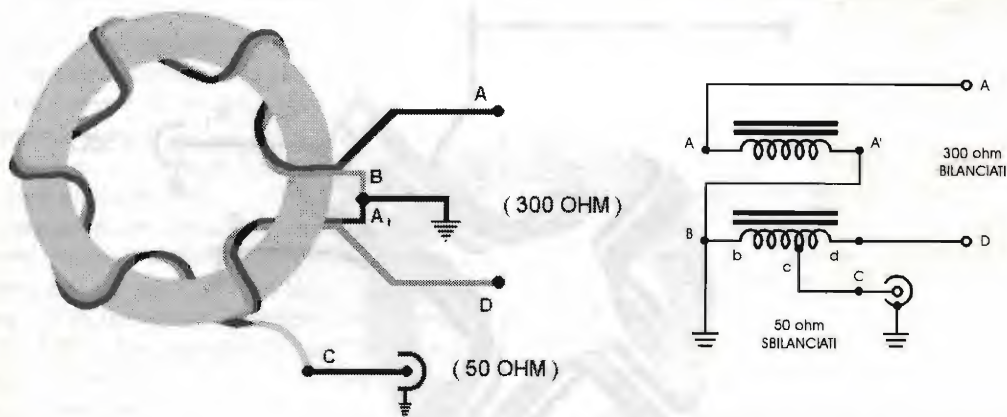 A
B
A₁
( 300 OHM )
D
C
( 50 OHM )
A
A
A'
300 ohm
BILANCIATI
B
b
c
d
D
C
50 ohm
SBILANCIATI